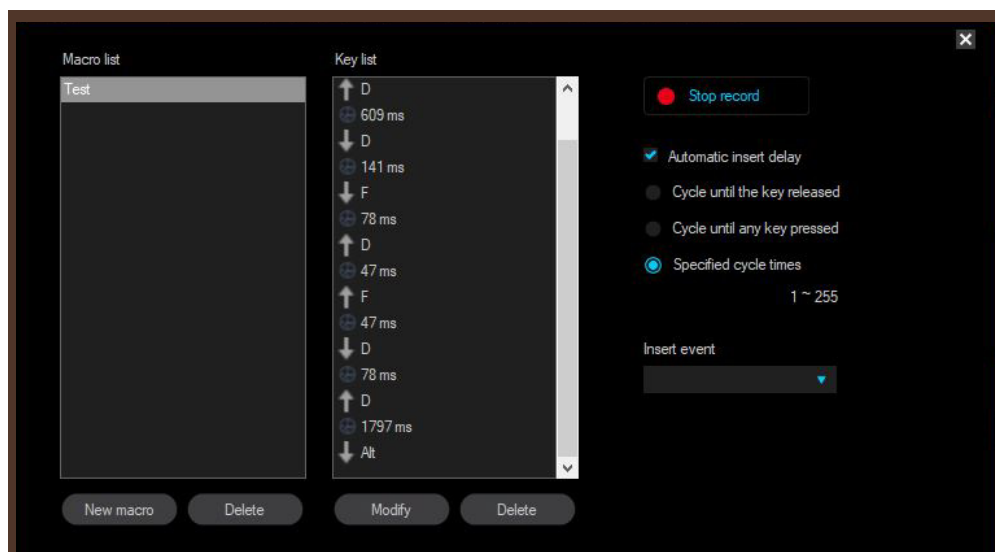 Macro list
Test
New macro
Delete
Key list
D
609 ms
D
141 ms
F
78 ms
D
47 ms
F
47 ms
D
78 ms
D
1797 ms
Alt
Modify
Delete
Stop record
Automatic insert delay
Cycle until the key released
Cycle until any key pressed
Specified cycle times
1 ~ 255
Insert event